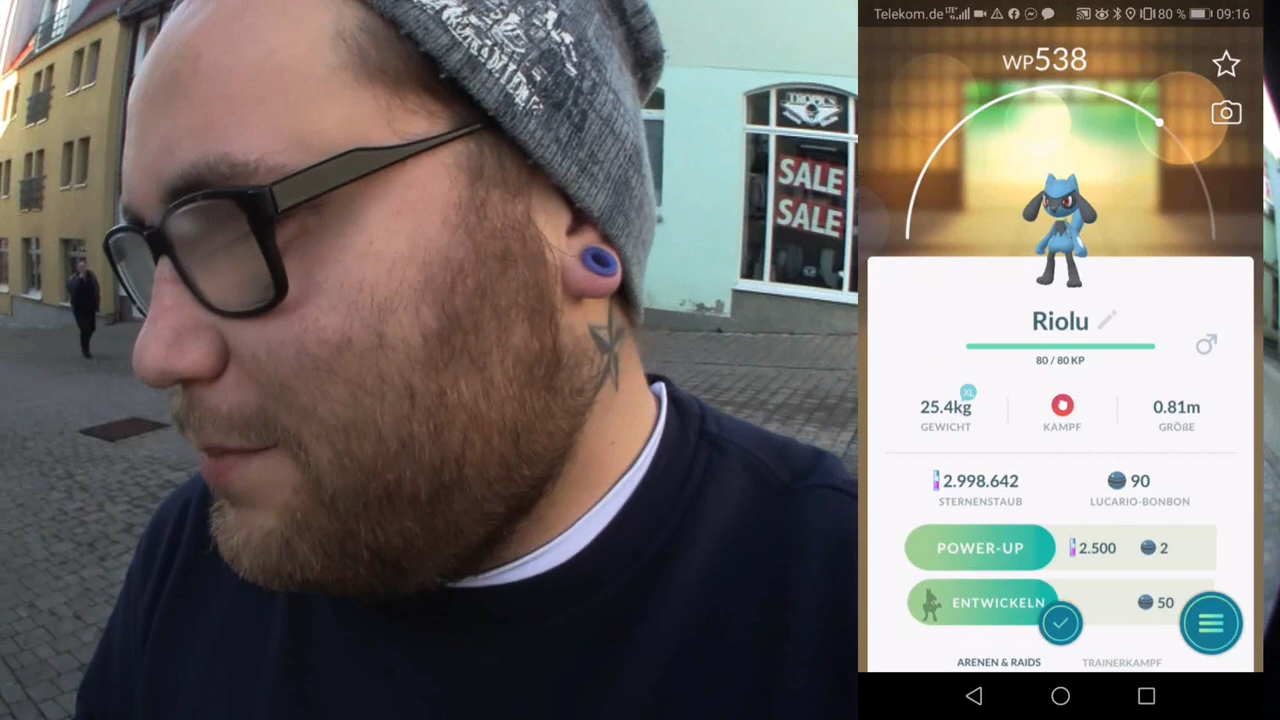 TROPICS
SALE
SALE
Telekom.de 80 % 09:16
WP538
Riolu
80 / 80 KP
XL
25.4kg
GEWICHT
KAMPF
0.81m
GRÖßE
2.998.642
STERNENSTAUB
90
LUCARIO-BONBON
POWER-UP
2.500
2
ENTWICKELN
50
ARENEN & RAIDS
TRAINERKAMPF